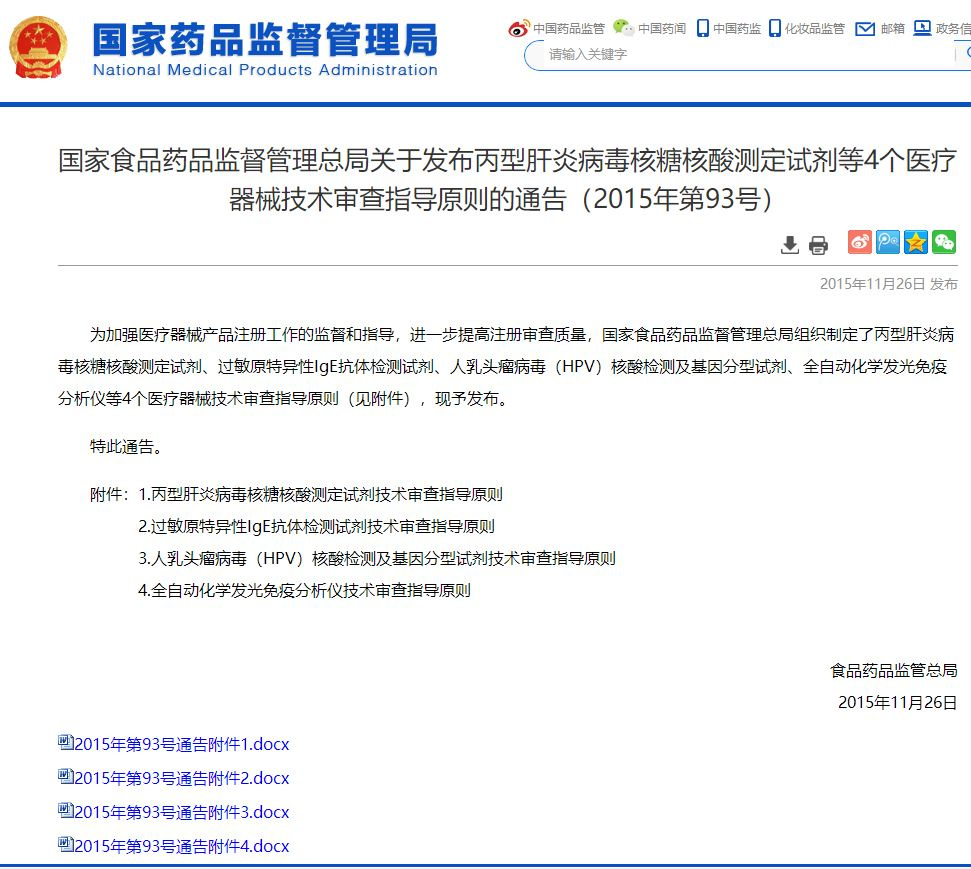 国家药品监督管理局
National Medical Products Administration
中国药品监管 中国药闻 中国药监 化妆品监管 邮箱 政务信
请输入关键字
国家食品药品监督管理总局关于发布丙型肝炎病毒核糖核酸测定试剂等4个医疗
器械技术审查指导原则的通告（2015年第93号）
2015年11月26日 发布
为加强医疗器械产品注册工作的监督和指导，进一步提高注册审查质量，国家食品药品监督管理总局组织制定了丙型肝炎病
毒核糖核酸测定试剂、过敏原特异性IgE抗体检测试剂、人乳头瘤病毒（HPV）核酸检测及基因分型试剂、全自动化学发光免疫
分析仪等4个医疗器械技术审查指导原则（见附件），现予发布。
特此通告。
附件：1.丙型肝炎病毒核糖核酸测定试剂技术审查指导原则
2.过敏原特异性IgE抗体检测试剂技术审查指导原则
3.人乳头瘤病毒（HPV）核酸检测及基因分型试剂技术审查指导原则
4.全自动化学发光免疫分析仪技术审查指导原则
食品药品监管总局
2015年11月26日
2015年第93号通告附件1.docx
2015年第93号通告附件2.docx
2015年第93号通告附件3.docx
2015年第93号通告附件4.docx